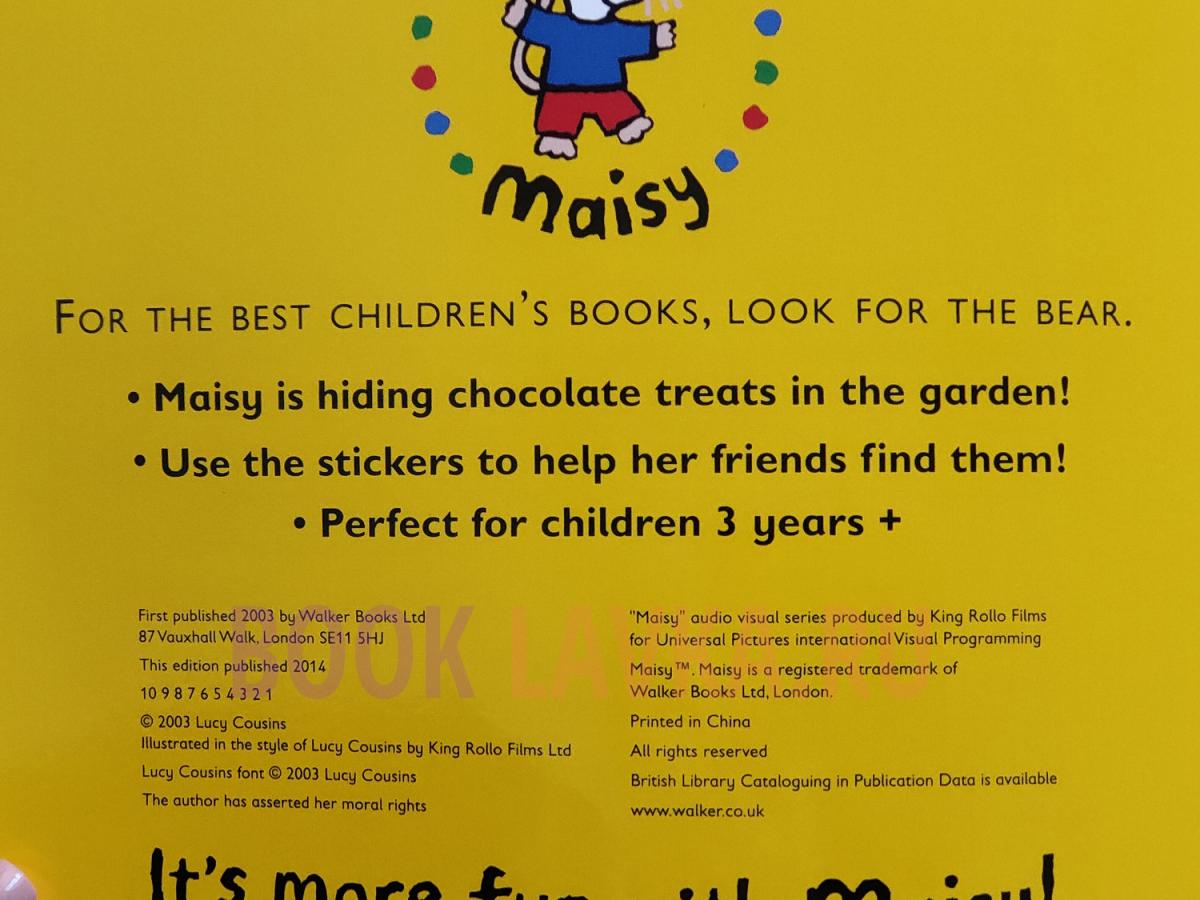 Maisy
FOR THE BEST CHILDREN'S BOOKS, LOOK FOR THE BEAR.
• Maisy is hiding chocolate treats in the garden!
• Use the stickers to help her friends find them!
• Perfect for children 3 years +
First published 2003 by Walker Books Ltd
87 Vauxhall Walk, London SE11 5HJ
This edition published 2014
10 9 8 7 6 5 4 3 2 1
© 2003 Lucy Cousins
Illustrated in the style of Lucy Cousins by King Rollo Films Ltd
Lucy Cousins font © 2003 Lucy Cousins
The author has asserted her moral rights
"Maisy" audio visual series produced by King Rollo Films
for Universal Pictures international Visual Programming
Maisy™. Maisy is a registered trademark of
Walker Books Ltd, London.
Printed in China
All rights reserved
British Library Cataloguing in Publication Data is available
www.walker.co.uk
BOOK
It's more fun with Maisy!